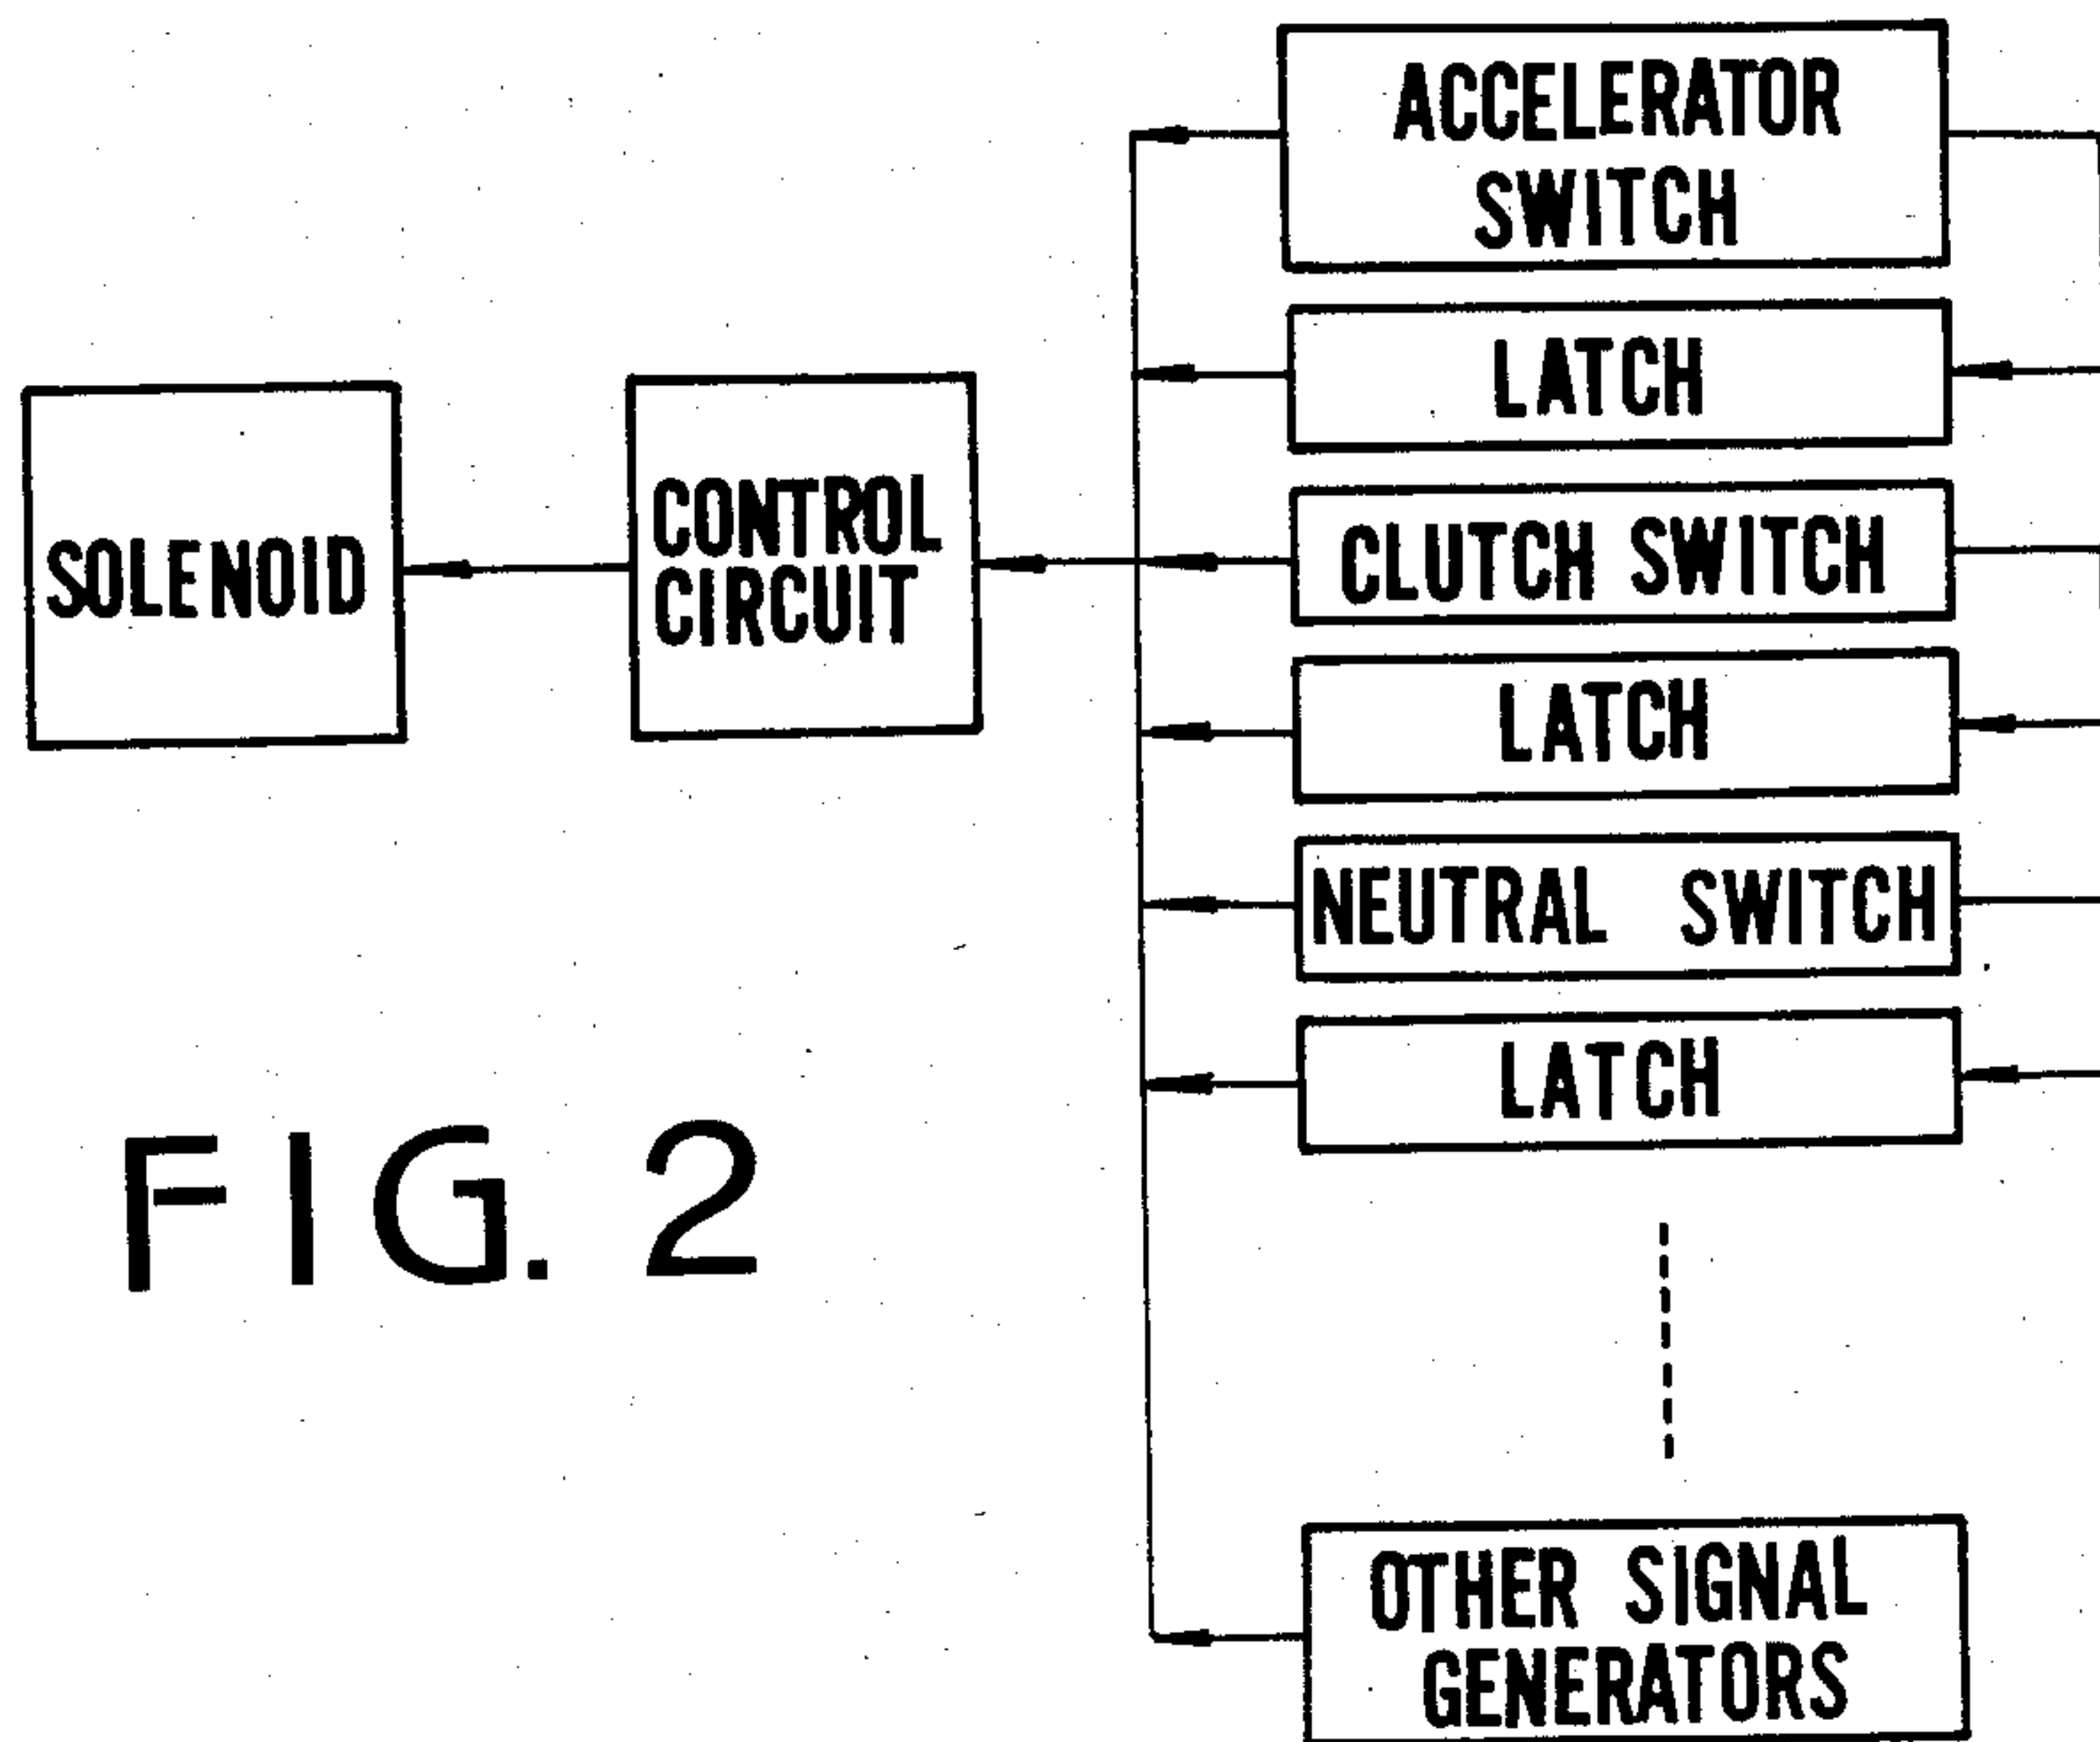 ACCELERATOR
SWITCH
LATCH
CLUTCH SWITCH
LATCH
NEUTRAL SWITCH
LATCH
OTHER SIGNAL
GENERATORS
CONTROL
CIRCUIT
SOLENOID
FIG. 2